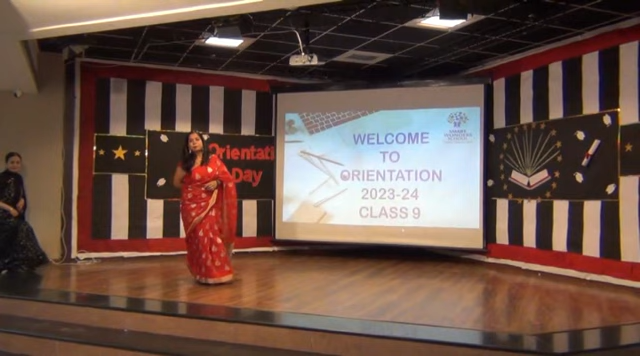 Orientati
Day
WELCOME
TO
ORIENTATION
2023-24
CLASS 9